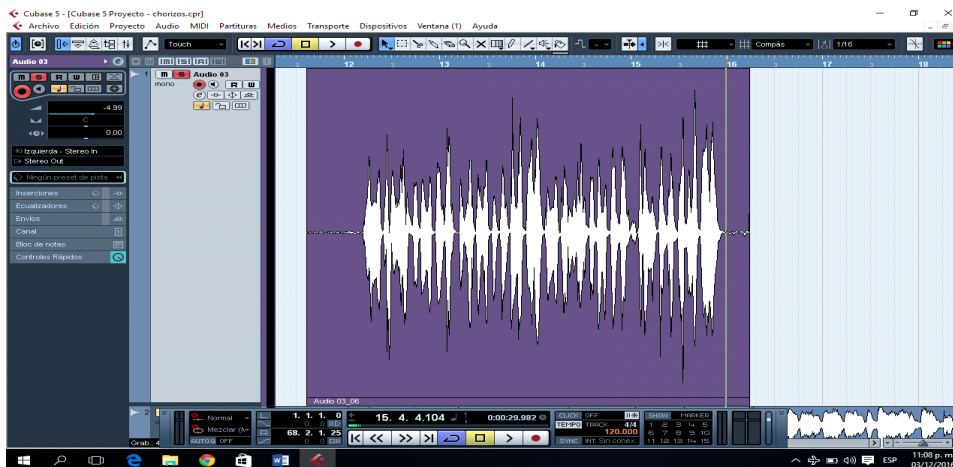 Cubase 5 - [Cubase 5 Proyecto - chorizos.cpr]
Archivo Edición Proyecto Audio MIDI Partituras Medios Transporte Dispositivos Ventana (1) Ayuda
Touch Compás 1/16
Audio 03
m S R W
-4.99
C
0.00
Izquierda - Stereo In
Stereo Out
Ningún preset de pista
Inserciones
Ecualizadores
Envíos
Canal
Bloc de notas
Controles Rápidos
1 m S Audio 03
mono
R W
12 13 14 15 16 17 18
Audio 03_06
2
Grab.: 4
Normal
Mezclar
AUTO Q OFF
1. 1. 1. 0
68. 2. 1. 25
15. 4. 4.104
0:00:29.982
CLICK OFF
TEMPO TRACK 4/4
120.000
SYNC INT. Sin conex.
SHOW MARKER
1 2 3 4 5
6 7 8 9 10
11 12 13 14 15
ESP
11:08 p. m.
03/12/2016